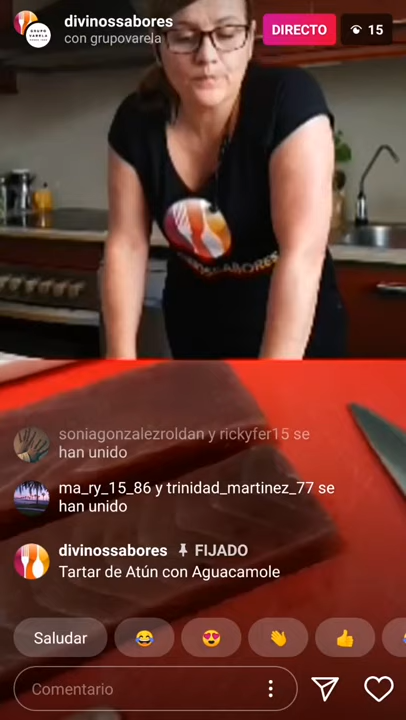 divinossabores
con grupovarela
DIRECTO
15
GRUPO
VARELA
soniagonzalezroldan y rickyfer15 se
han unido
ma_ry_15_86 y trinidad_martinez_77 se
han unido
divinossabores FIJADO
Tartar de Atún con Aguacamole
Saludar
Comentario